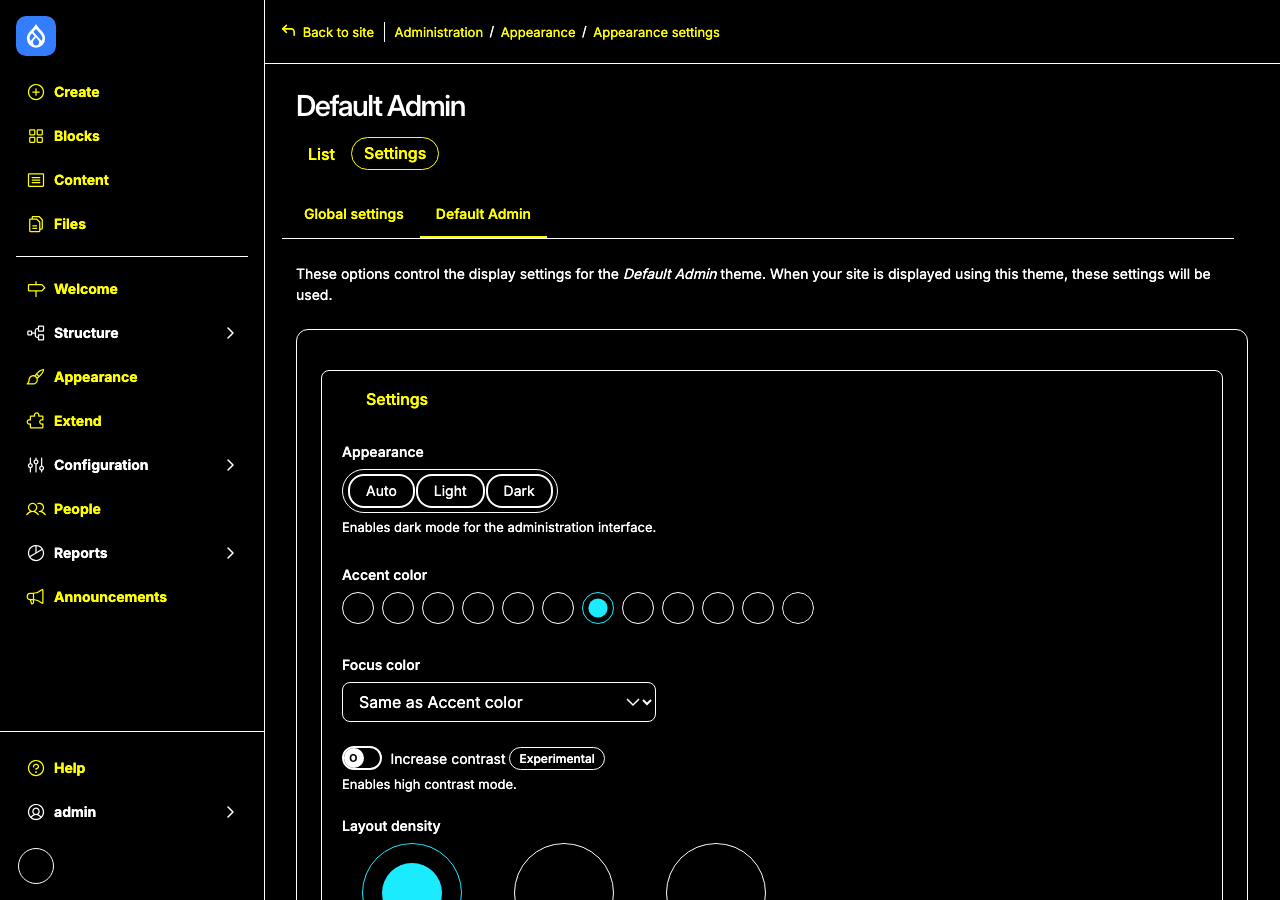 Create
Blocks
Content
Files
Welcome
Structure
Appearance
Extend
Configuration
People
Reports
Announcements
Help
admin
Back to site
Administration / Appearance / Appearance settings
Default Admin
List
Settings
Global settings
Default Admin
These options control the display settings for the Default Admin theme. When your site is displayed using this theme, these settings will be
used.
Settings
Appearance
Auto
Light
Dark
Enables dark mode for the administration interface.
Accent color
Focus color
Same as Accent color
Increase contrast Experimental
Enables high contrast mode.
Layout density